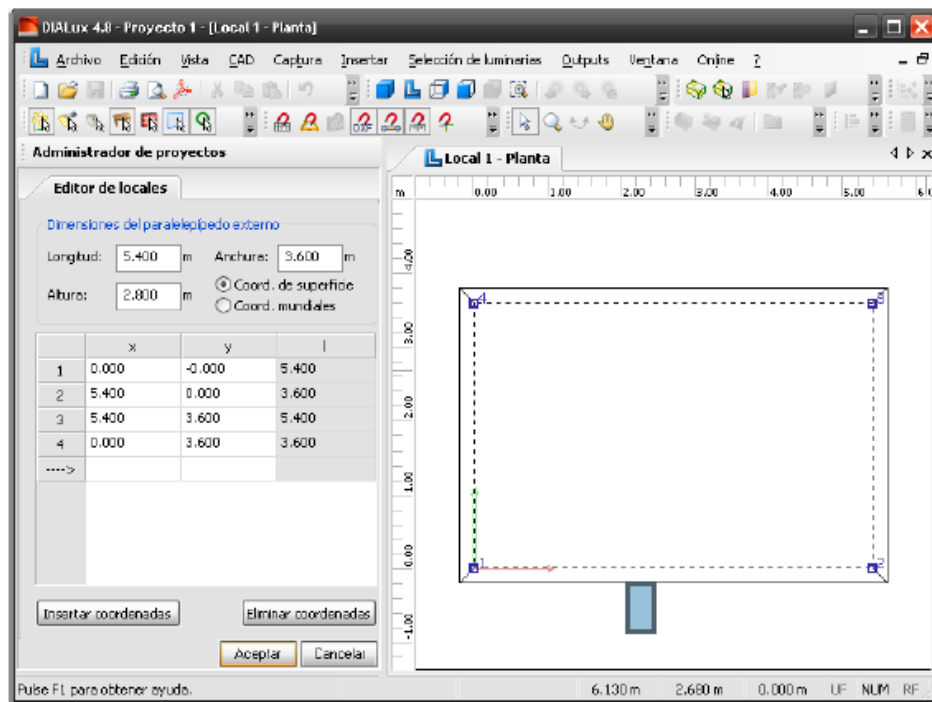 DIALux 4.8 - Proyecto 1 - [Local 1 - Planta]
Archivo Edición Vista CAD Captura Insertar Selección de luminarias Outputs Ventana Online ?
Administrador de proyectos
Local 1 - Planta
Editor de locales
m 0.00 1.00 2.00 3.00 4.00 5.00
Dimensiones del paralelepípedo externo
Longitud: 5.400 m Anchura: 3.600 m
Altura: 2.800 m
Coord. de superficie
Coord. mundiales
x y l
1 0.000 -0.000 5.400
2 5.400 0.000 3.600
3 5.400 3.600 5.400
4 0.000 3.600 3.600
---->
4.00
3.00
2.00
1.00
0.00
-1.00
4 3
1 2
Insertar coordenadas Eliminar coordenadas
Aceptar Cancelar
Pulse F1 para obtener ayuda. 6.130 m 2.680 m 0.000 m UF NUM RF